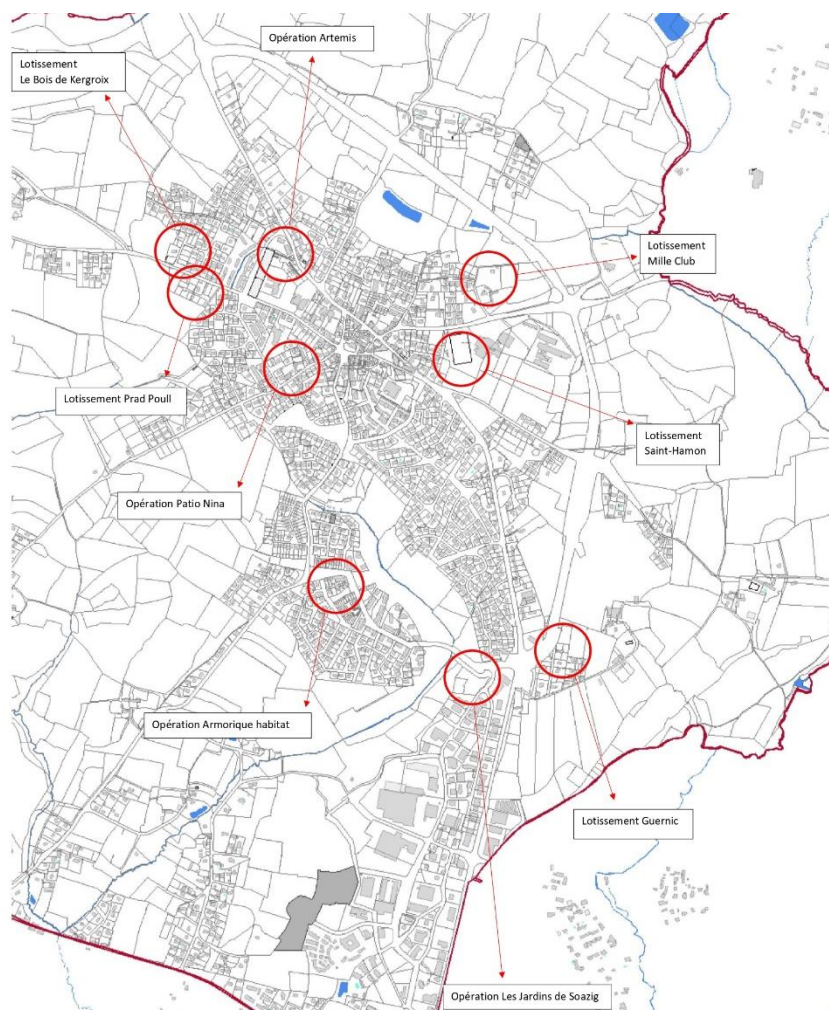 Opération Artemis
Lotissement
Le Bois de Kergroix
Lotissement
Mille Club
Lotissement Prad Poull
Lotissement
Saint-Hamon
Opération Patio Nina
Opération Armorique habitat
Lotissement Guernic
Opération Les Jardins de Soazig